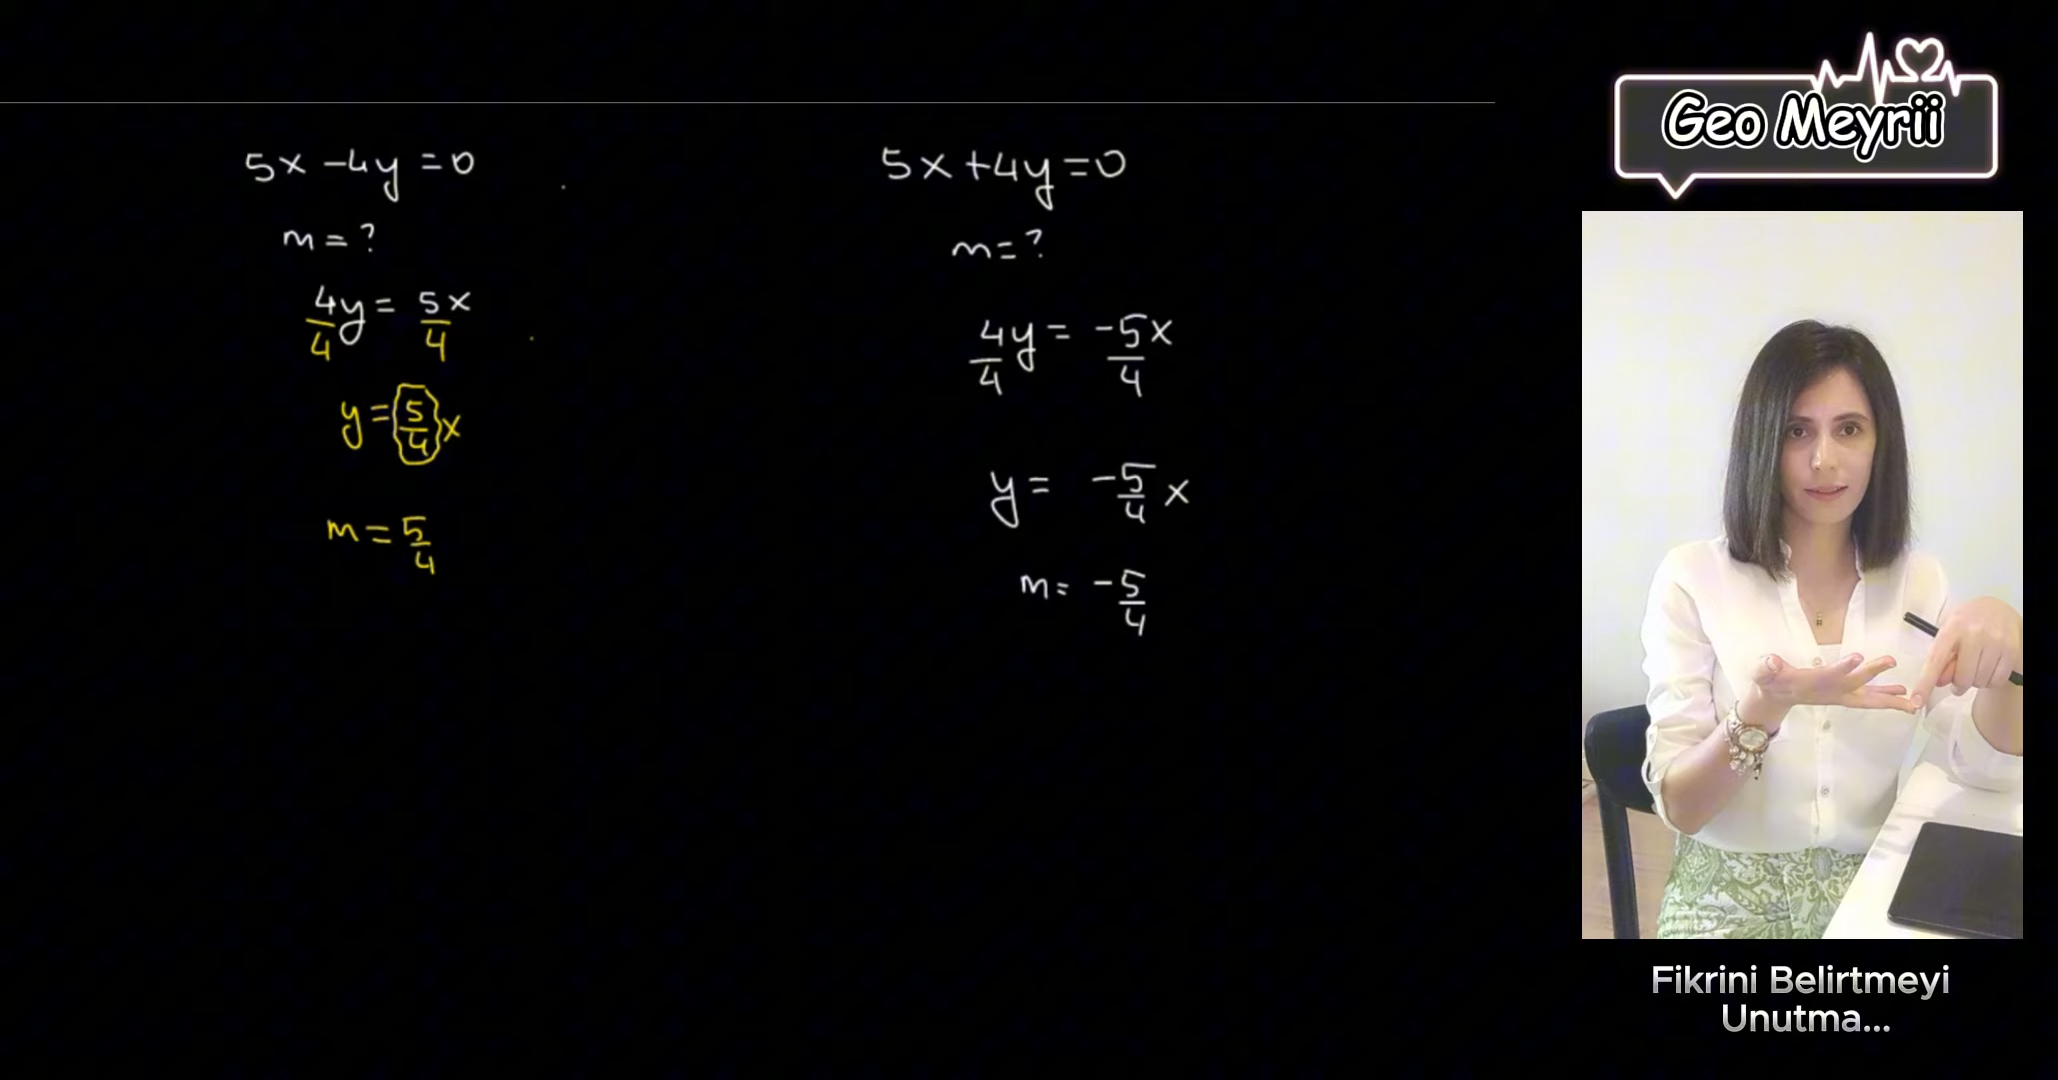 5x -4y = 0
m = ?
4y/4 = 5x/4
y = 5/4 x
m = 5/4
5x +4y = 0
m = ?
4y/4 = -5x/4
y = -5/4 x
m = -5/4
Geo Meyrii
Fikrini Belirtmeyi
Unutma...